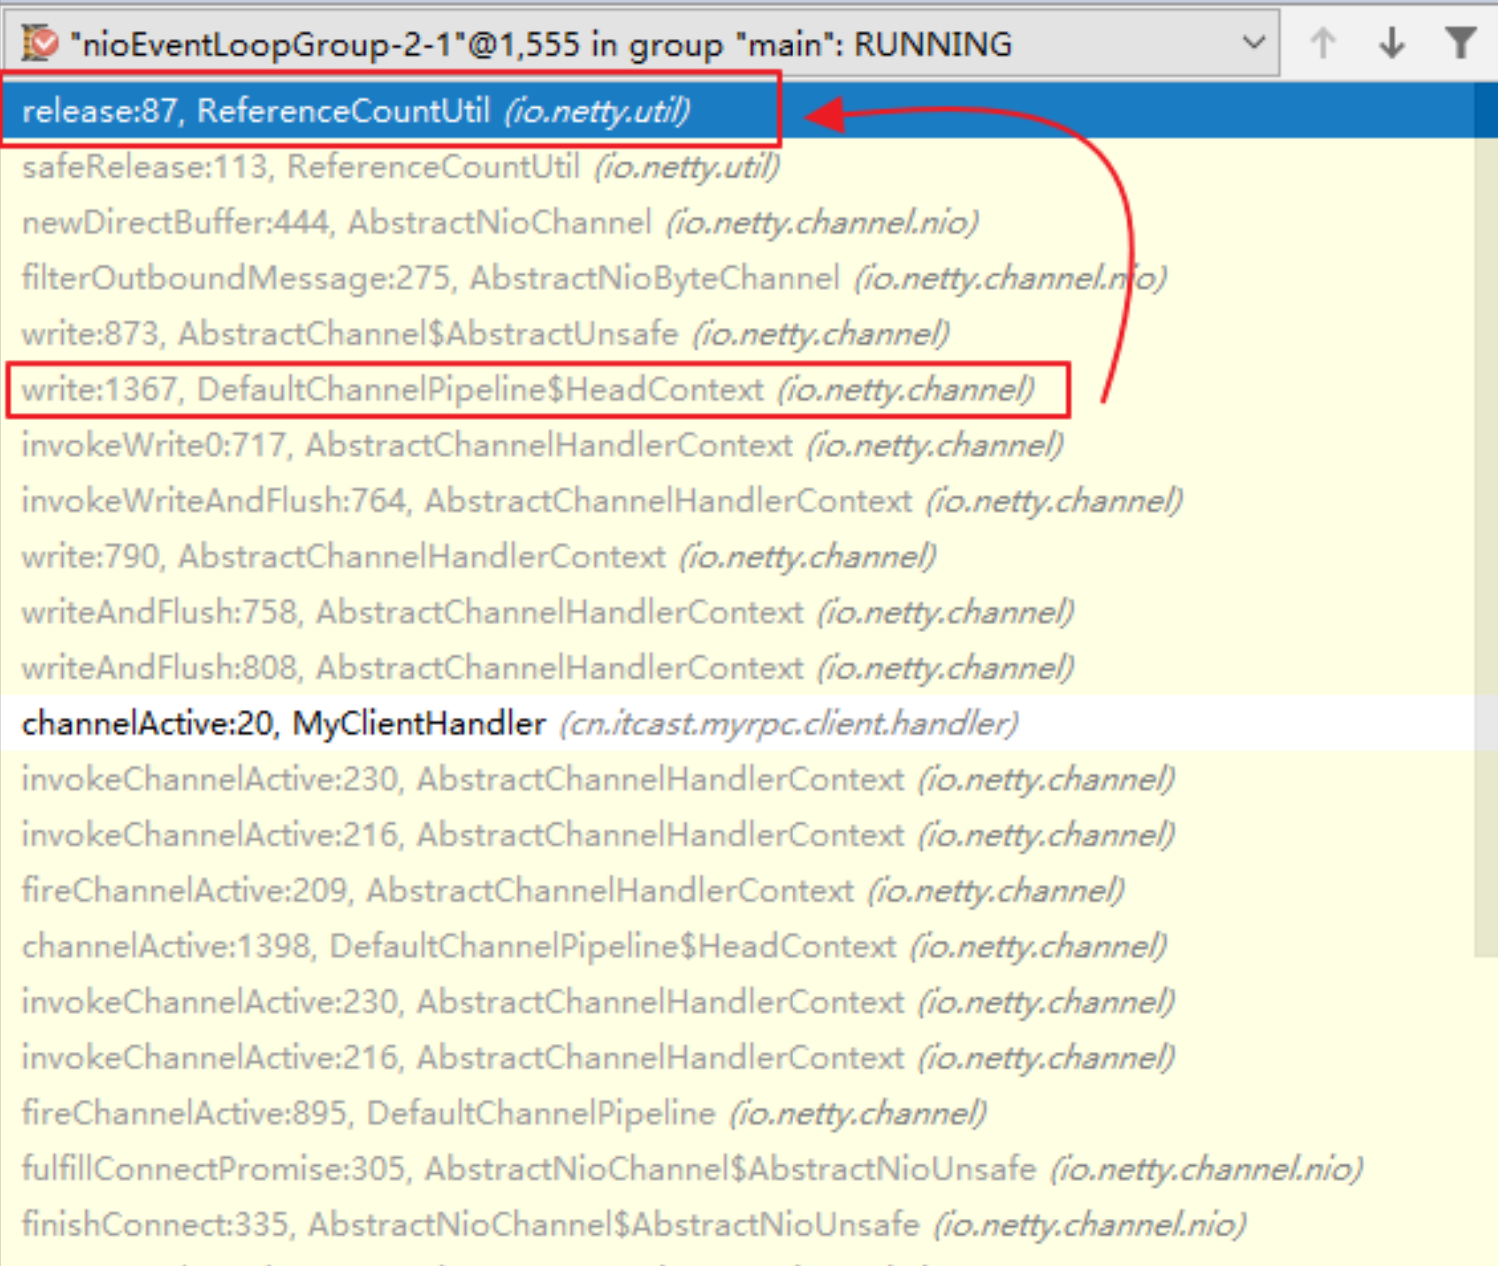 "nioEventLoopGroup-2-1"@1,555 in group "main": RUNNING
release:87, ReferenceCountUtil (io.netty.util)
safeRelease:113, ReferenceCountUtil (io.netty.util)
newDirectBuffer:444, AbstractNioChannel (io.netty.channel.nio)
filterOutboundMessage:275, AbstractNioByteChannel (io.netty.channel.nio)
write:873, AbstractChannel$AbstractUnsafe (io.netty.channel)
write:1367, DefaultChannelPipeline$HeadContext (io.netty.channel)
invokeWrite0:717, AbstractChannelHandlerContext (io.netty.channel)
invokeWriteAndFlush:764, AbstractChannelHandlerContext (io.netty.channel)
write:790, AbstractChannelHandlerContext (io.netty.channel)
writeAndFlush:758, AbstractChannelHandlerContext (io.netty.channel)
writeAndFlush:808, AbstractChannelHandlerContext (io.netty.channel)
channelActive:20, MyClientHandler (cn.itcast.myrpc.client.handler)
invokeChannelActive:230, AbstractChannelHandlerContext (io.netty.channel)
invokeChannelActive:216, AbstractChannelHandlerContext (io.netty.channel)
fireChannelActive:209, AbstractChannelHandlerContext (io.netty.channel)
channelActive:1398, DefaultChannelPipeline$HeadContext (io.netty.channel)
invokeChannelActive:230, AbstractChannelHandlerContext (io.netty.channel)
invokeChannelActive:216, AbstractChannelHandlerContext (io.netty.channel)
fireChannelActive:895, DefaultChannelPipeline (io.netty.channel)
fulfillConnectPromise:305, AbstractNioChannel$AbstractNioUnsafe (io.netty.channel.nio)
finishConnect:335, AbstractNioChannel$AbstractNioUnsafe (io.netty.channel.nio)